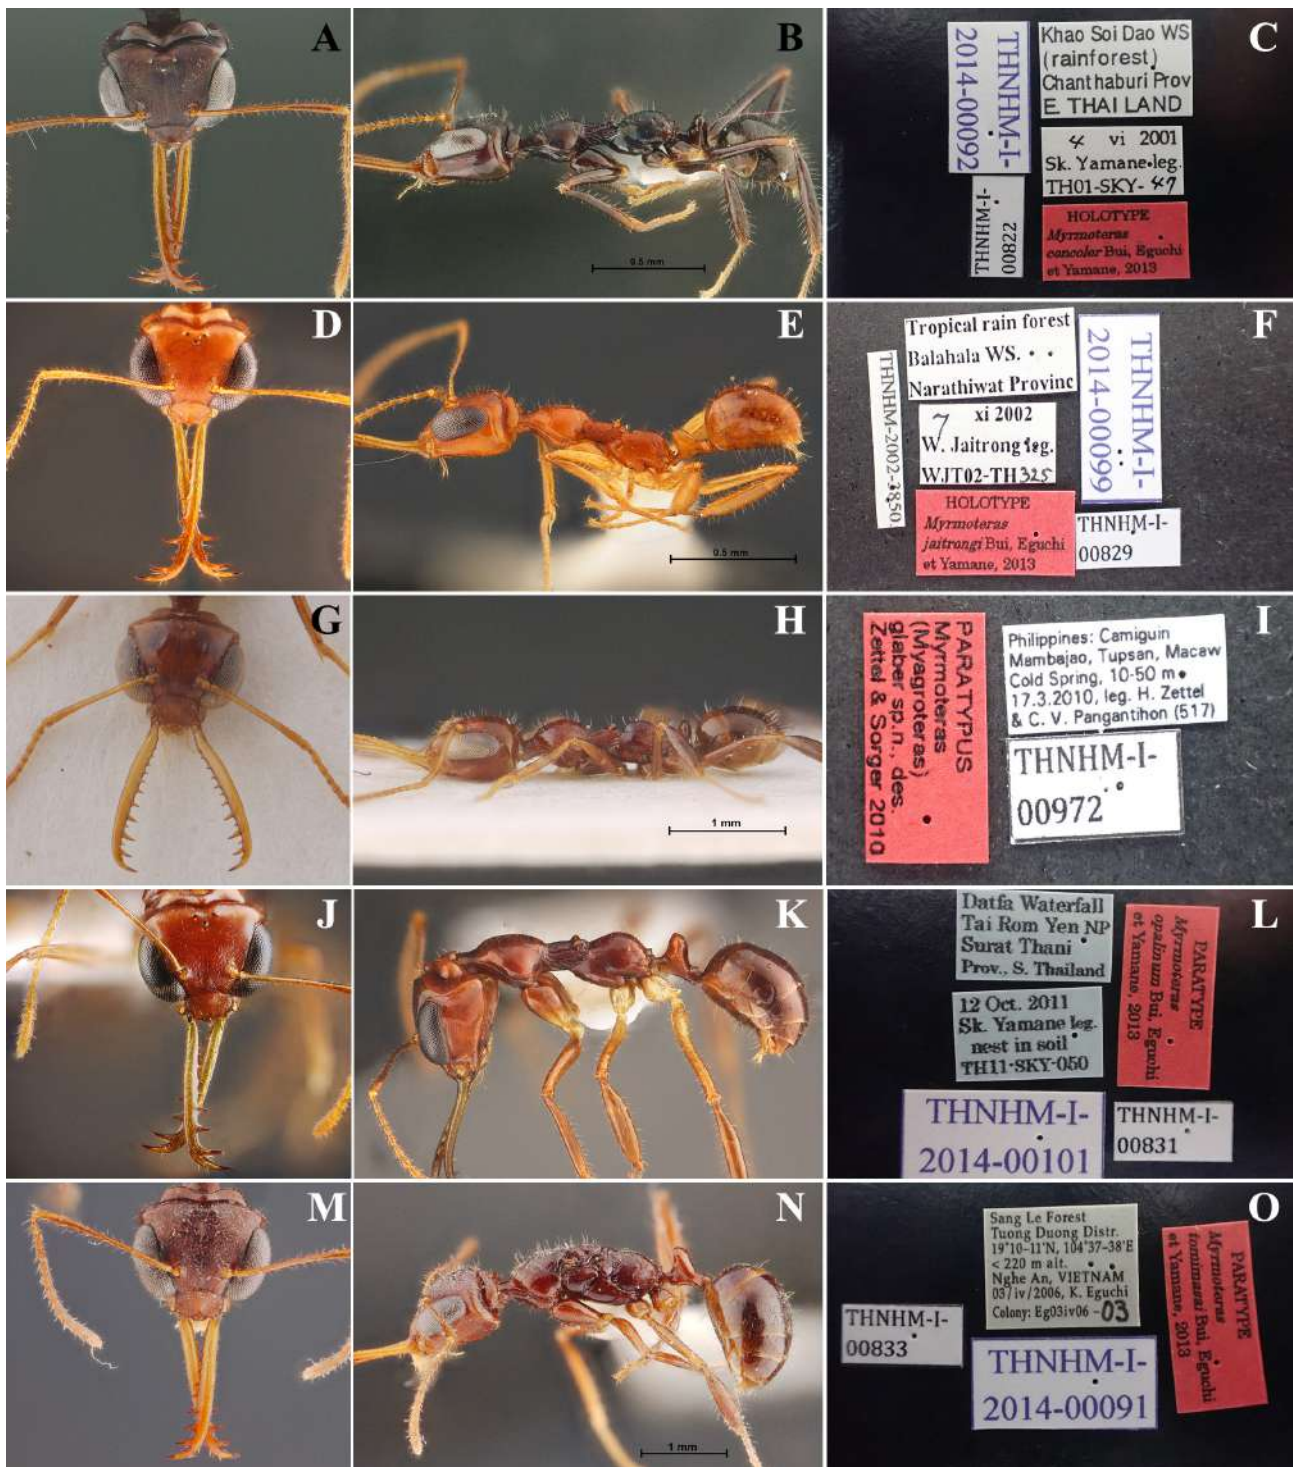 A
B
C
THNHM-I-
2014-00092
Khao Soi Dao WS
(rainforest)
Chanthaburi Prov
E. THAILAND
4 vi 2001
Sk. Yamane leg.
TH01-SKY-47
THNHM-I-
00822
HOLOTYPE
Myrmoteras
concolor Bui, Eguchi
et Yamane, 2013
0.5 mm
D
E
F
THNHM-2002-3850.
Tropical rain forest
Balahala WS.
Narathiwat Provinc
7 xi 2002
W. Jaitrong leg.
WJT02-TH325
THNHM-I-
2014-00099
HOLOTYPE
Myrmoteras
jaitrongi Bui, Eguchi
et Yamane, 2013
THNHM-I-
00829
0.5 mm
G
H
I
PARATYPUS
Myrmoteras
(Myagroteras)
glaber sp.n., des.
Zettel & Sorger 2010
Philippines: Camiguin
Mambajao, Tupsan, Macaw
Cold Spring, 10-50 m
17.3.2010, leg. H. Zettel
& C. V. Pangantihon (517)
THNHM-I-
00972
1 mm
J
K
L
Datfa Waterfall
Tai Rom Yen NP
Surat Thani
Prov., S. Thailand
12 Oct. 2011
Sk. Yamane leg.
nest in soil
TH11-SKY-050
PARATYPE
Myrmoteras
opalinum Bui, Eguchi
et Yamane, 2013
THNHM-I-
2014-00101
THNHM-I-
00831
M
N
O
Sang Le Forest
Tuong Duong Distr.
19°10-11'N, 104°37-38'E
< 220 m alt.
Nghe An, VIETNAM
03/iv/2006, K. Eguchi
Colony: Eg03iv06-03
PARATYPE
Myrmoteras
tomimasai Bui, Eguchi
et Yamane, 2013
THNHM-I-
00833
THNHM-I-
2014-00091
1 mm